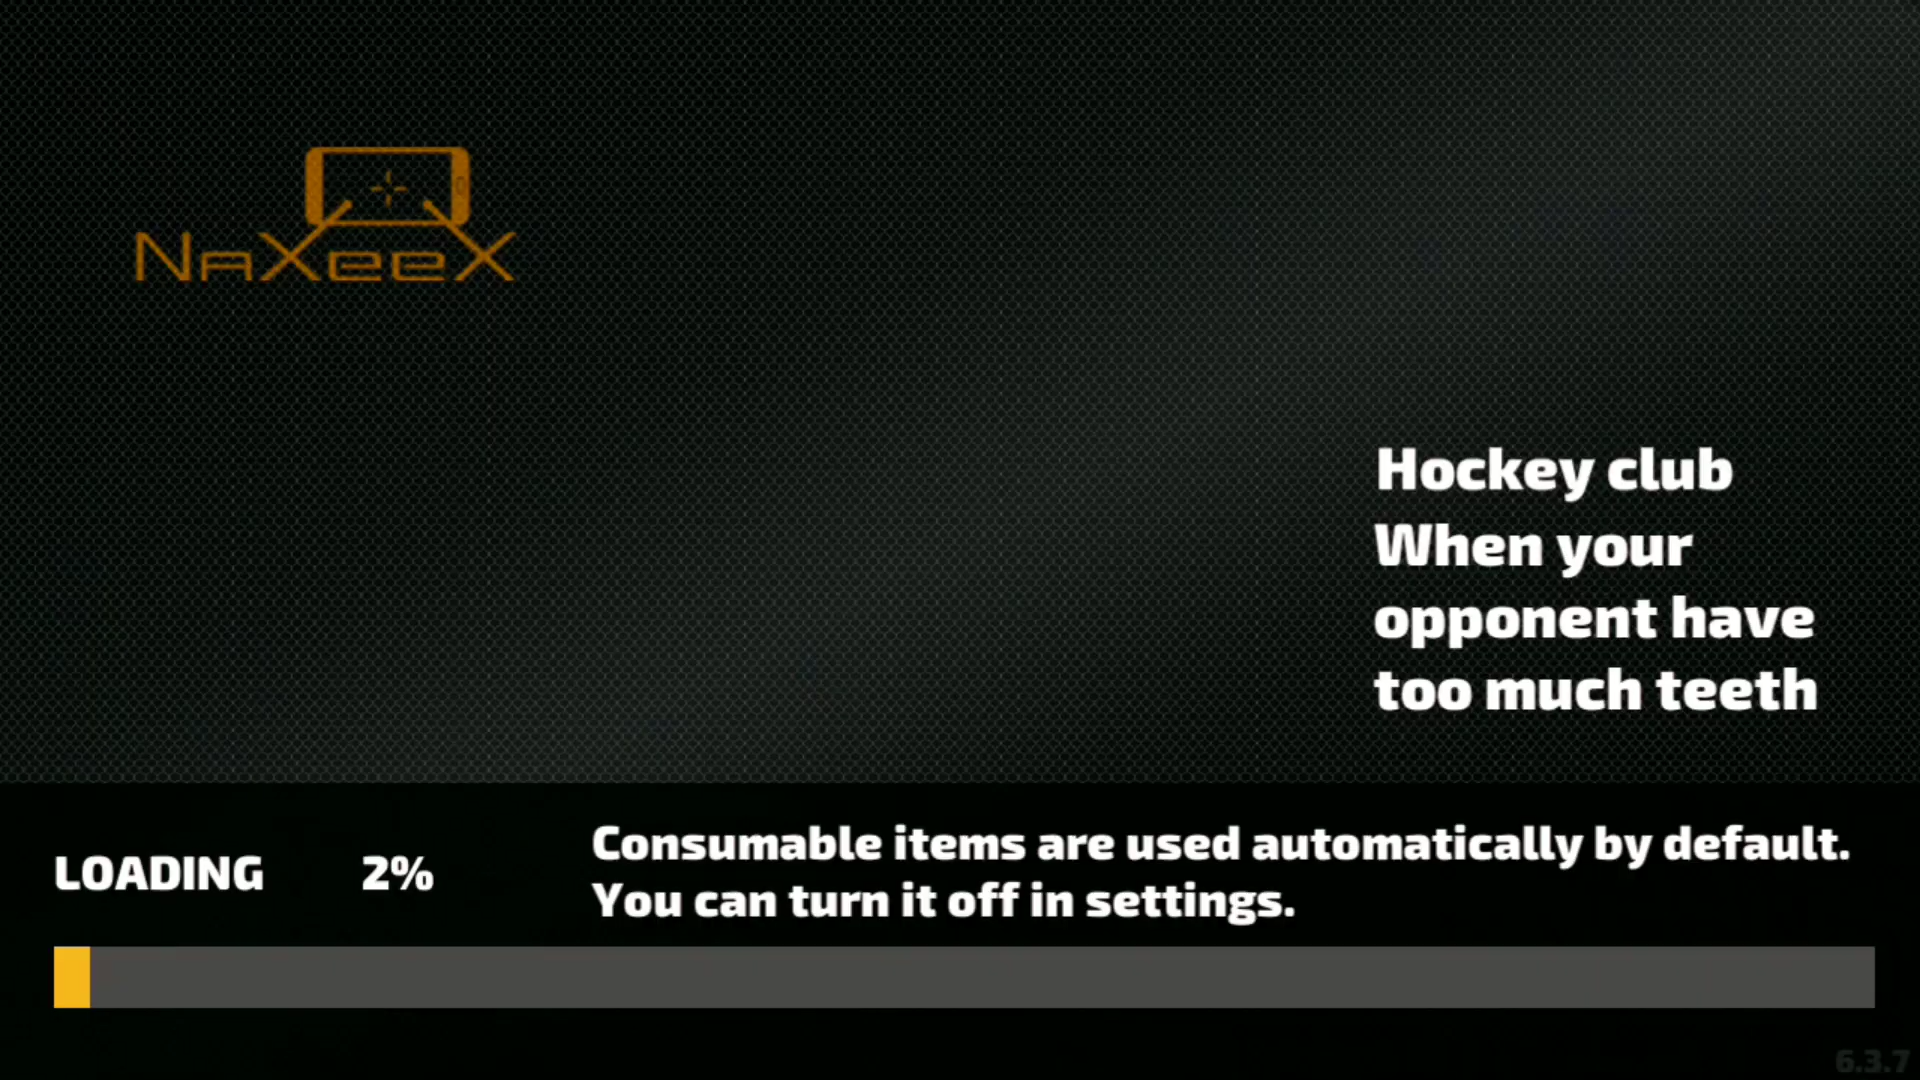 NaXeeX
Hockey club
When your
opponent have
too much teeth
LOADING 2%
Consumable items are used automatically by default.
You can turn it off in settings.
6.3.7